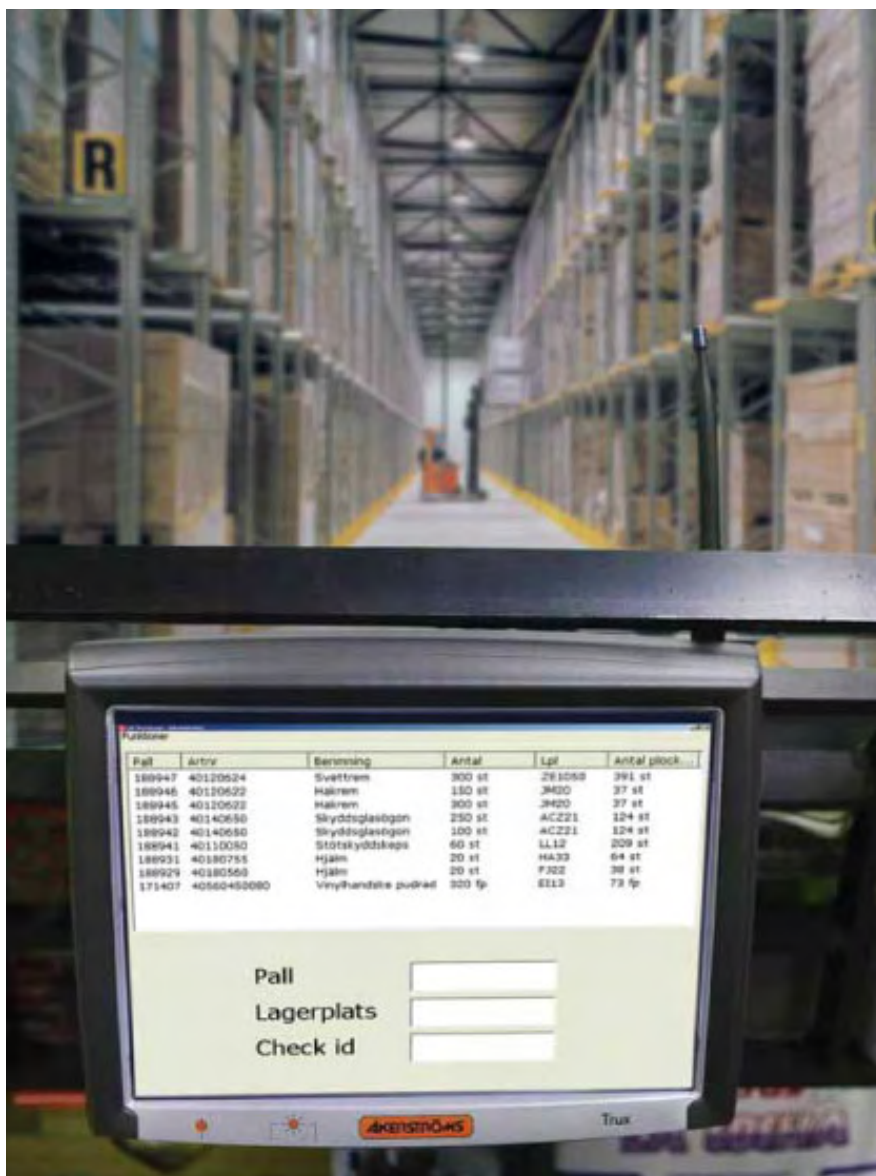 R
Funktioner
Pall Artnr Benämning Antal Lpl Antal plock...
188947 40120624 Svettrem 300 st ZE1050 391 st
188946 40120622 Hakrem 150 st JM20 37 st
188945 40120622 Hakrem 300 st JM20 37 st
188943 40140650 Skyddsglasögon 250 st ACZ21 124 st
188942 40140650 Skyddsglasögon 100 st ACZ21 124 st
188941 40110050 Stötskyddskeps 60 st LL12 209 st
188931 40180755 Hjälm 20 st HA33 64 st
188929 40180560 Hjälm 20 st FJ22 38 st
171407 40560450080 Vinylhandske pudrad 320 fp EI13 73 fp
Pall
Lagerplats
Check id
ÅKERSTRÖMS
Trux